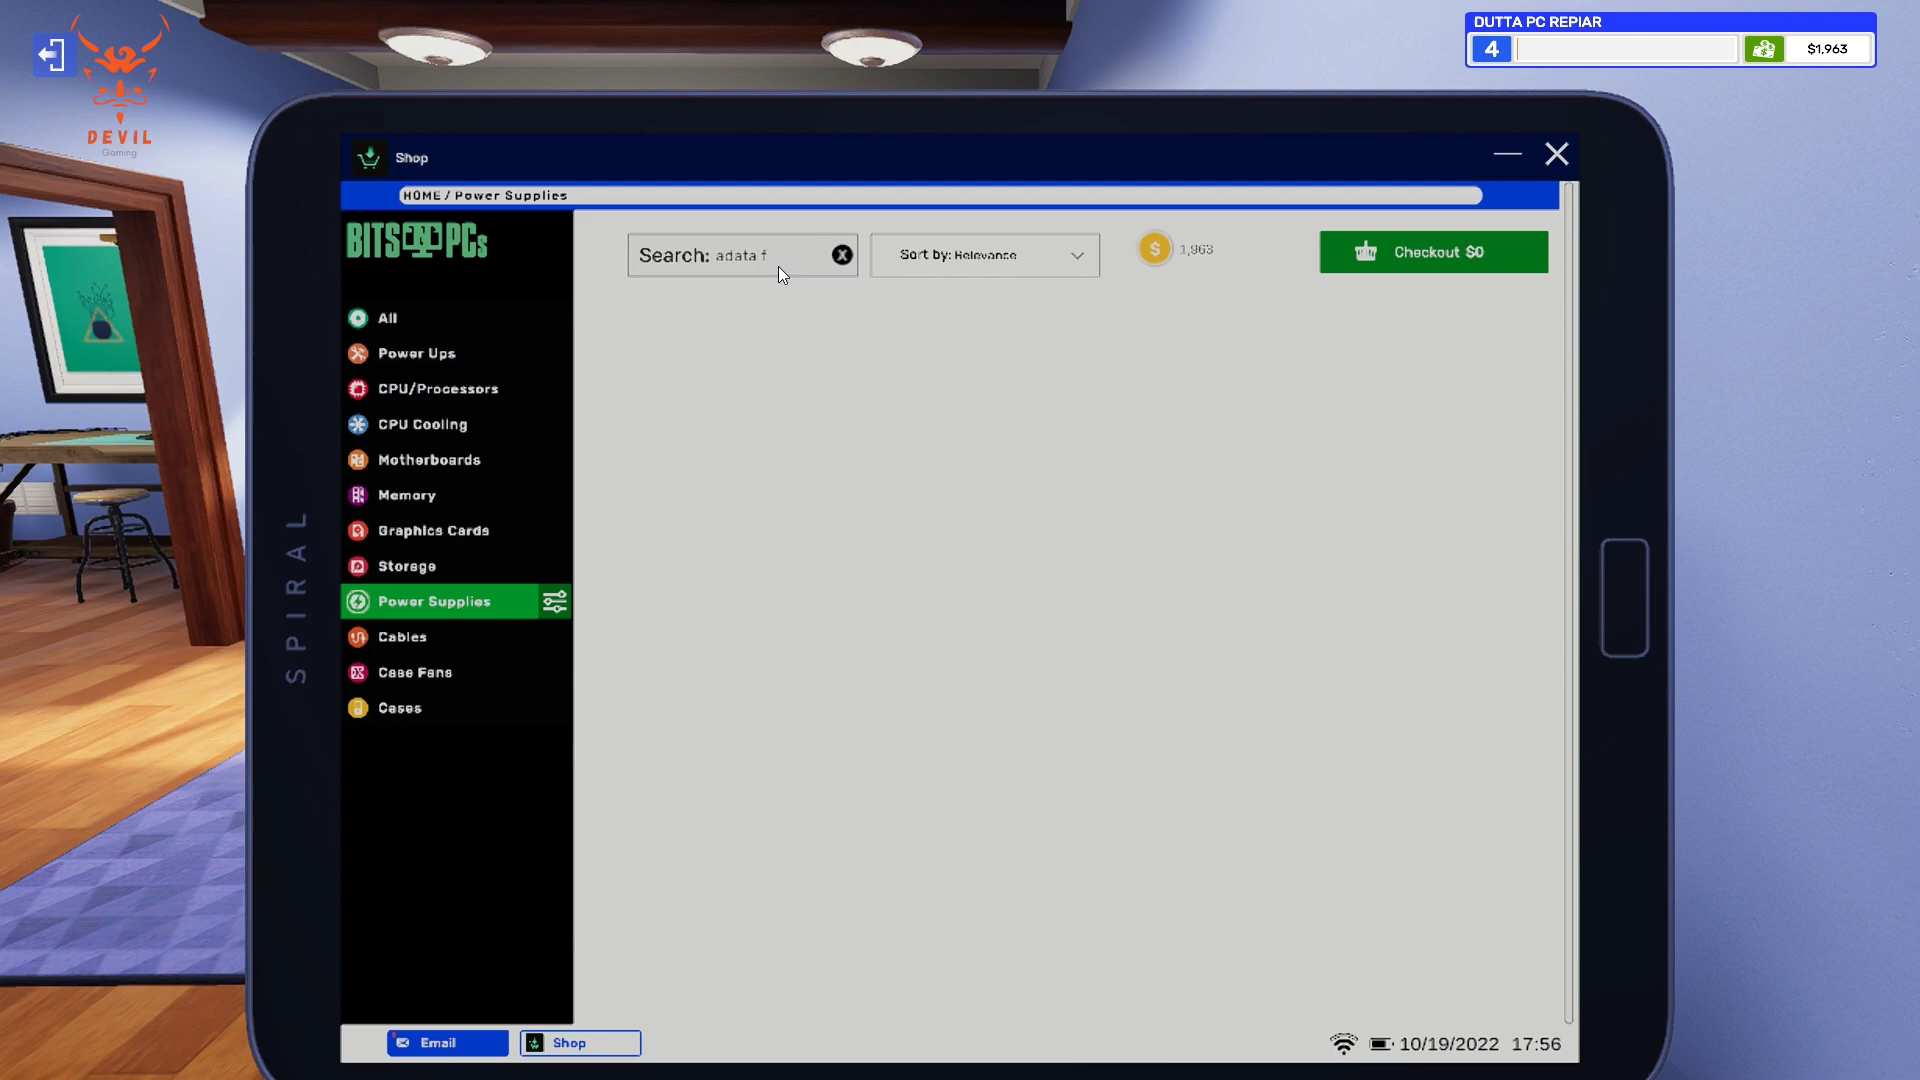 DEVIL
Gaming
DUTTA PC REPIAR
4
$1,963
Shop
HOME / Power Supplies
BITS PCs
Search: adata f
Sort by: Relevance
1,963
Checkout $0
All
Power Ups
CPU/Processors
CPU Cooling
Motherboards
Memory
Graphics Cards
Storage
Power Supplies
Cables
Case Fans
Cases
SPIRAL
Email
Shop
10/19/2022 17:56